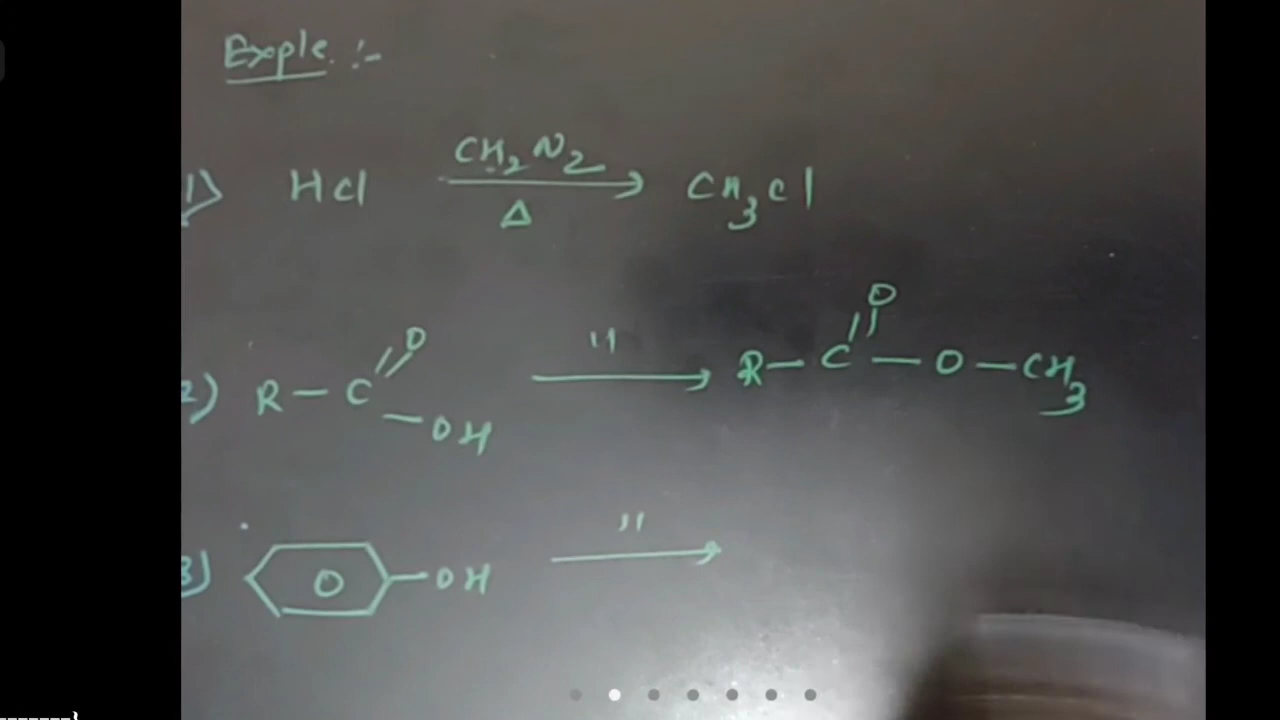 Exple :-
1) HCl CH₂N₂ Δ → CH₃Cl
2) R – C = O – OH " → R – C = O – O – CH₃
3) O – OH " →